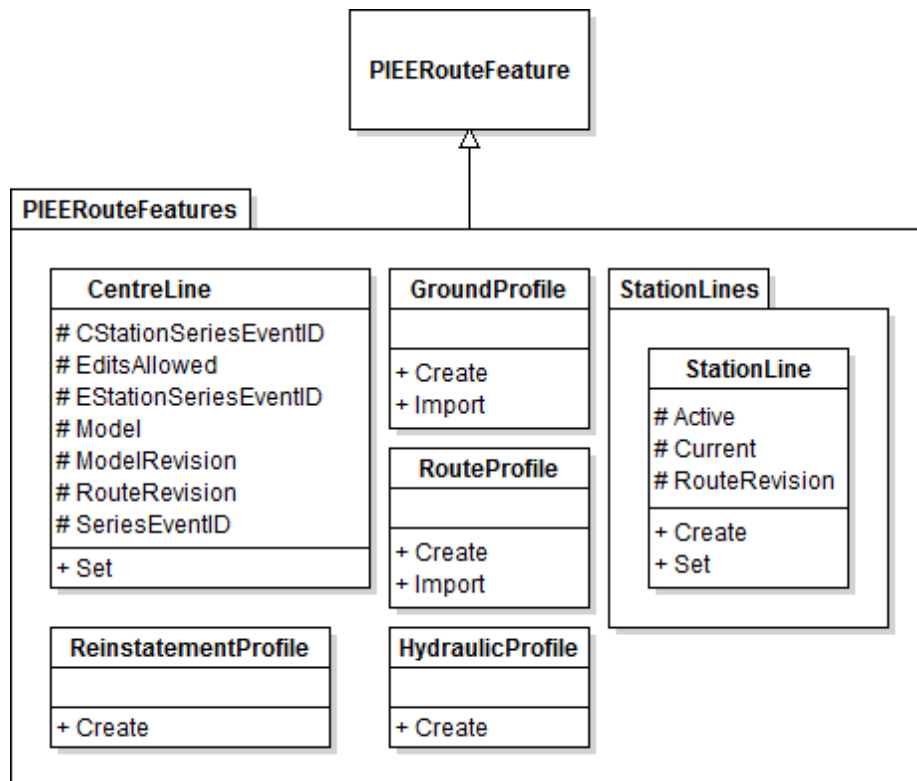 PIEERouteFeature
PIEERouteFeatures
CentreLine
# CStationSeriesEventID
# EditsAllowed
# EStationSeriesEventID
# Model
# ModelRevision
# RouteRevision
# SeriesEventID
+ Set
GroundProfile
+ Create
+ Import
RouteProfile
+ Create
+ Import
StationLines
StationLine
# Active
# Current
# RouteRevision
+ Create
+ Set
ReinstatementProfile
+ Create
HydraulicProfile
+ Create